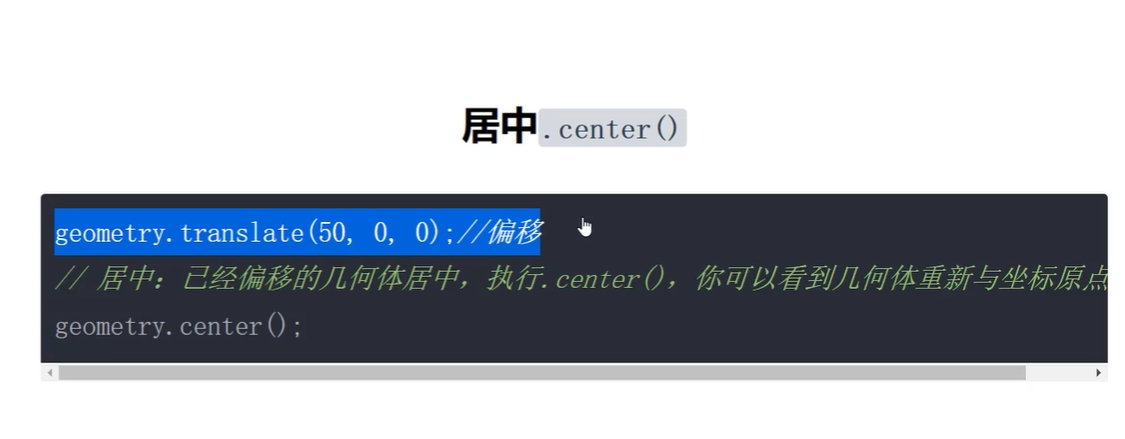 居中.center()
geometry.translate(50, 0, 0);//偏移
// 居中：已经偏移的几何体居中，执行.center()，你可以看到几何体重新与坐标原点
geometry.center();